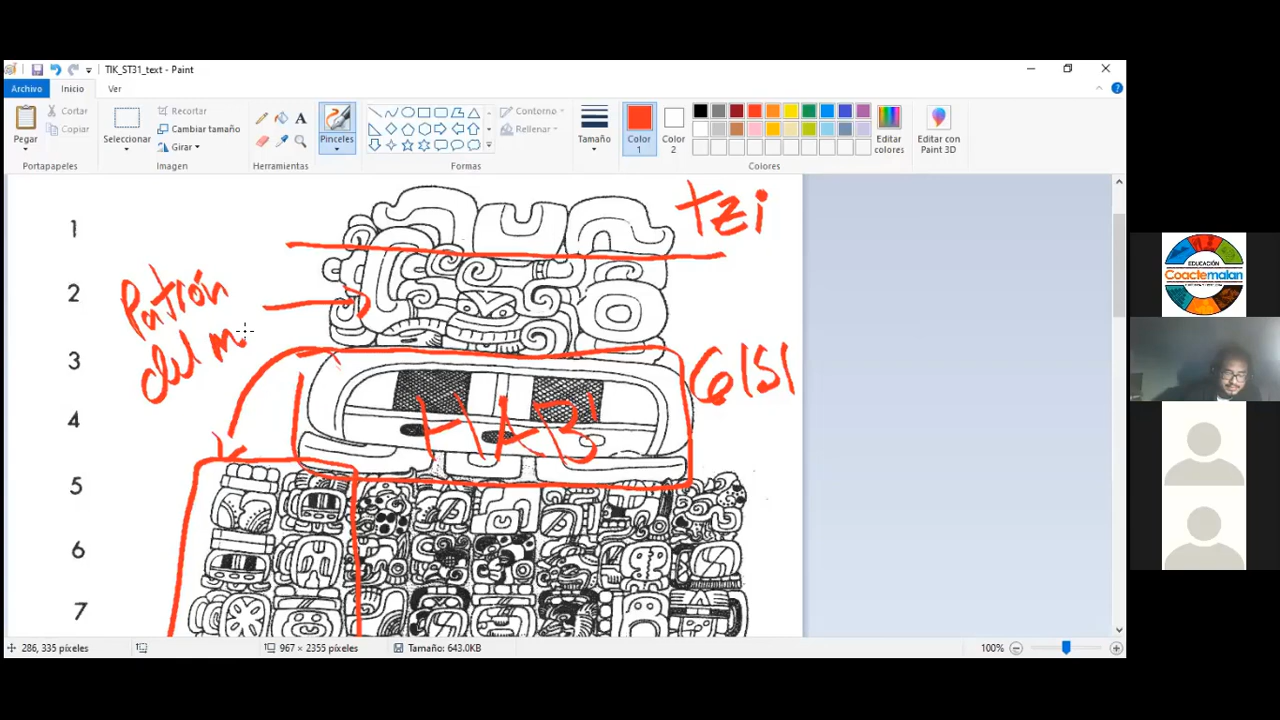 TIK_ST31_text - Paint
Archivo
Inicio
Ver
Pegar
Cortar
Copiar
Portapapeles
Seleccionar
Recortar
Cambiar tamaño
Girar
Imagen
Herramientas
Pinceles
Contorno
Rellenar
Formas
Tamaño
Color
1
Color
2
Editar
colores
Editar con
Paint 3D
Colores
1
tzi
2
Patrón
del m
3
4
HAB'
5
6
7
EDUCACIÓN
Coactemalan
286, 335 píxeles
967 × 2355 píxeles
Tamaño: 643.0KB
100%